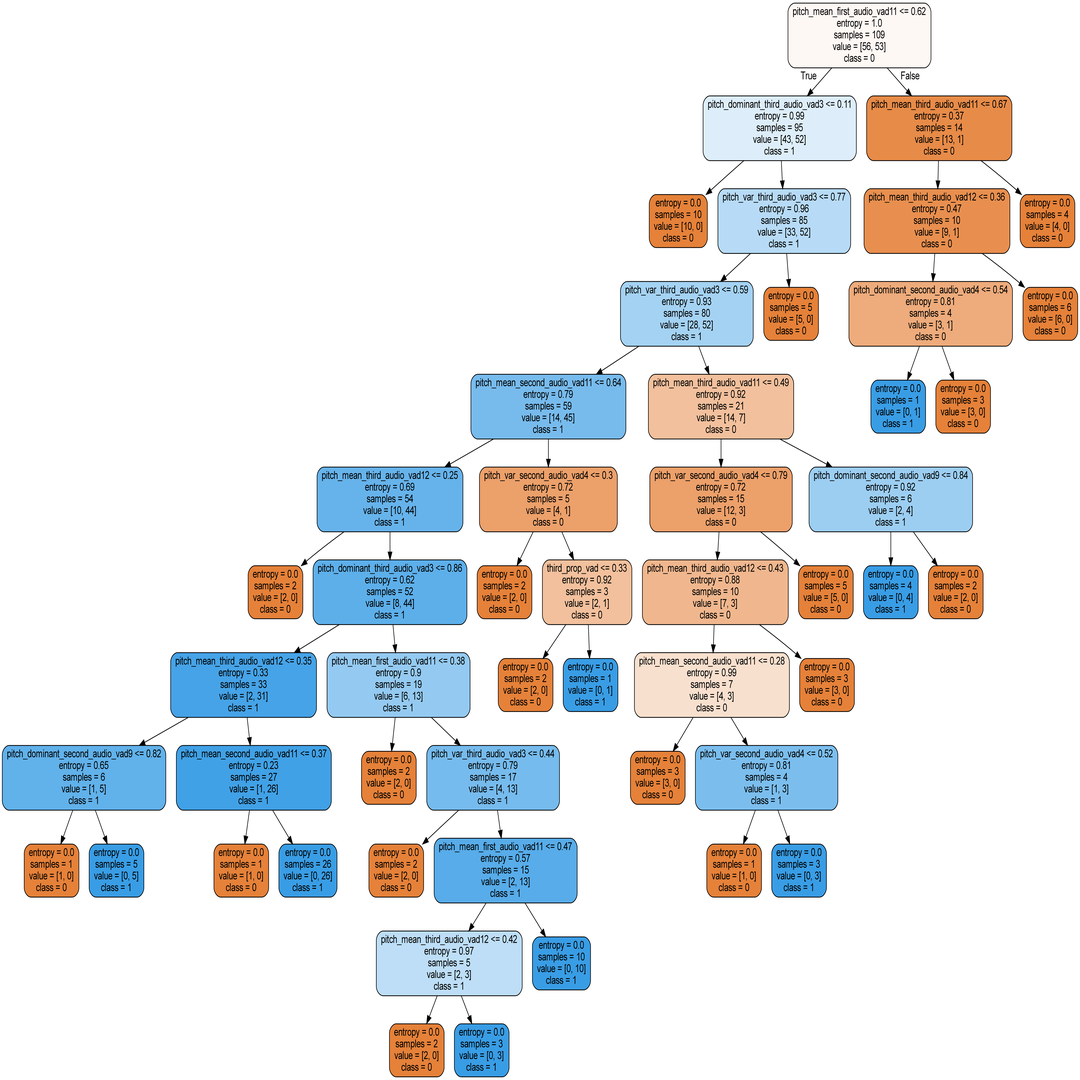 pitch_mean_first_audio_vad11 <= 0.62
entropy = 1.0
samples = 109
value = [56, 53]
class = 0
True
False
pitch_dominant_third_audio_vad3 <= 0.11
entropy = 0.99
samples = 95
value = [43, 52]
class = 1
pitch_mean_third_audio_vad11 <= 0.67
entropy = 0.37
samples = 14
value = [13, 1]
class = 0
entropy = 0.0
samples = 10
value = [10, 0]
class = 0
pitch_var_third_audio_vad3 <= 0.77
entropy = 0.96
samples = 85
value = [33, 52]
class = 1
pitch_mean_third_audio_vad12 <= 0.36
entropy = 0.47
samples = 10
value = [9, 1]
class = 0
entropy = 0.0
samples = 4
value = [4, 0]
class = 0
pitch_var_third_audio_vad3 <= 0.59
entropy = 0.93
samples = 80
value = [28, 52]
class = 1
entropy = 0.0
samples = 5
value = [5, 0]
class = 0
pitch_dominant_second_audio_vad4 <= 0.54
entropy = 0.81
samples = 4
value = [3, 1]
class = 0
entropy = 0.0
samples = 6
value = [6, 0]
class = 0
pitch_mean_second_audio_vad11 <= 0.64
entropy = 0.79
samples = 59
value = [14, 45]
class = 1
pitch_mean_third_audio_vad11 <= 0.49
entropy = 0.92
samples = 21
value = [14, 7]
class = 0
entropy = 0.0
samples = 1
value = [0, 1]
class = 1
entropy = 0.0
samples = 3
value = [3, 0]
class = 0
pitch_mean_third_audio_vad12 <= 0.25
entropy = 0.69
samples = 54
value = [10, 44]
class = 1
pitch_var_second_audio_vad4 <= 0.3
entropy = 0.72
samples = 5
value = [4, 1]
class = 0
pitch_var_second_audio_vad4 <= 0.79
entropy = 0.72
samples = 15
value = [12, 3]
class = 0
pitch_dominant_second_audio_vad9 <= 0.84
entropy = 0.92
samples = 6
value = [2, 4]
class = 1
entropy = 0.0
samples = 2
value = [2, 0]
class = 0
pitch_dominant_third_audio_vad3 <= 0.86
entropy = 0.62
samples = 52
value = [8, 44]
class = 1
entropy = 0.0
samples = 2
value = [2, 0]
class = 0
third_prop_vad <= 0.33
entropy = 0.92
samples = 3
value = [2, 1]
class = 0
pitch_mean_third_audio_vad12 <= 0.43
entropy = 0.88
samples = 10
value = [7, 3]
class = 0
entropy = 0.0
samples = 5
value = [5, 0]
class = 0
entropy = 0.0
samples = 4
value = [0, 4]
class = 1
entropy = 0.0
samples = 2
value = [2, 0]
class = 0
pitch_mean_third_audio_vad12 <= 0.35
entropy = 0.33
samples = 33
value = [2, 31]
class = 1
pitch_mean_first_audio_vad11 <= 0.38
entropy = 0.9
samples = 19
value = [6, 13]
class = 1
entropy = 0.0
samples = 2
value = [2, 0]
class = 0
entropy = 0.0
samples = 1
value = [0, 1]
class = 1
pitch_mean_second_audio_vad11 <= 0.28
entropy = 0.99
samples = 7
value = [4, 3]
class = 0
entropy = 0.0
samples = 3
value = [3, 0]
class = 0
pitch_dominant_second_audio_vad9 <= 0.82
entropy = 0.65
samples = 6
value = [1, 5]
class = 1
pitch_mean_second_audio_vad11 <= 0.37
entropy = 0.23
samples = 27
value = [1, 26]
class = 1
entropy = 0.0
samples = 2
value = [2, 0]
class = 0
pitch_var_third_audio_vad3 <= 0.44
entropy = 0.79
samples = 17
value = [4, 13]
class = 1
entropy = 0.0
samples = 3
value = [3, 0]
class = 0
pitch_var_second_audio_vad4 <= 0.52
entropy = 0.81
samples = 4
value = [1, 3]
class = 1
entropy = 0.0
samples = 1
value = [1, 0]
class = 0
entropy = 0.0
samples = 5
value = [0, 5]
class = 1
entropy = 0.0
samples = 1
value = [1, 0]
class = 0
entropy = 0.0
samples = 26
value = [0, 26]
class = 1
entropy = 0.0
samples = 2
value = [2, 0]
class = 0
pitch_mean_first_audio_vad11 <= 0.47
entropy = 0.57
samples = 15
value = [2, 13]
class = 1
entropy = 0.0
samples = 1
value = [1, 0]
class = 0
entropy = 0.0
samples = 3
value = [0, 3]
class = 1
pitch_mean_third_audio_vad12 <= 0.42
entropy = 0.97
samples = 5
value = [2, 3]
class = 1
entropy = 0.0
samples = 10
value = [0, 10]
class = 1
entropy = 0.0
samples = 2
value = [2, 0]
class = 0
entropy = 0.0
samples = 3
value = [0, 3]
class = 1